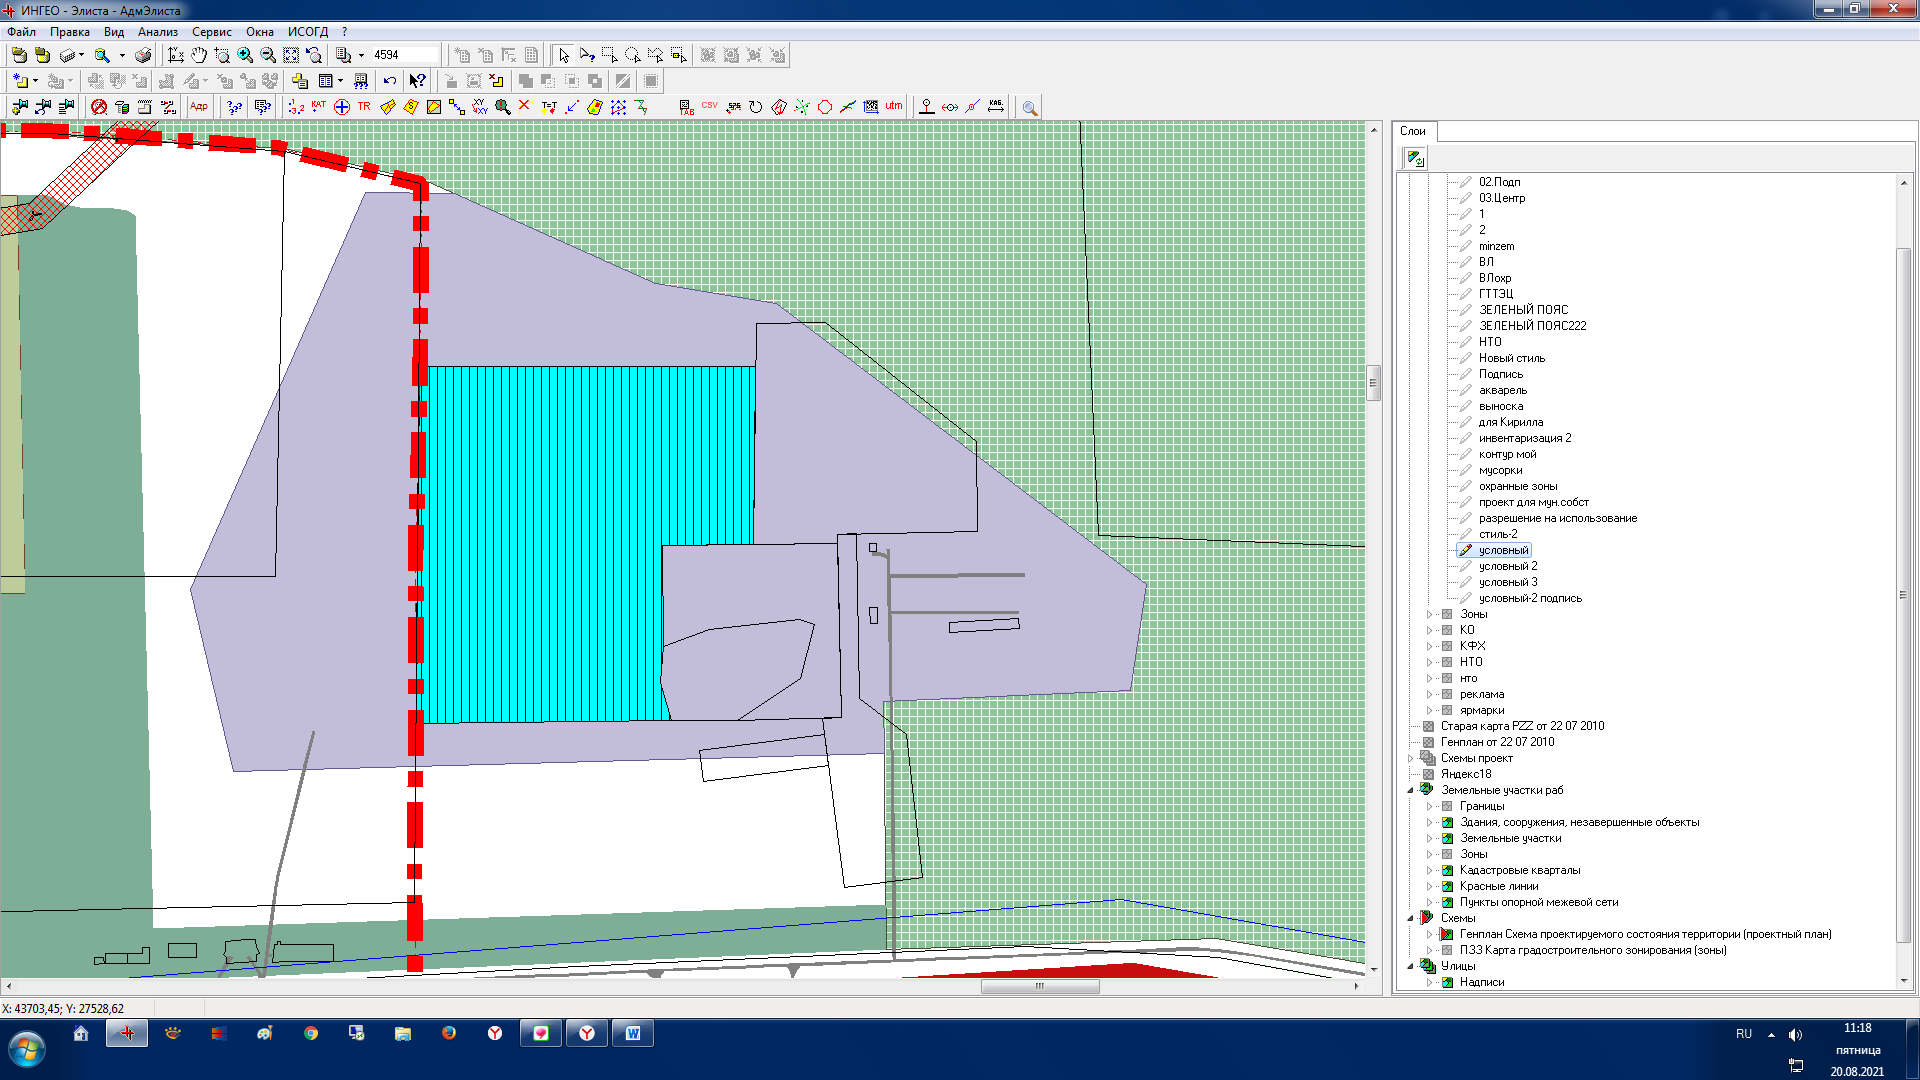 ИНГЕО - Элиста - АдмЭлиста
Файл Правка Вид Анализ Сервис Окна ИСОГД ?
4594
Адр
КАТ
TR
CSV
utm
КАБ.
Слои
02.Подп
03.Центр
1
2
minzem
ВЛ
ВЛохр
ГТТЭЦ
ЗЕЛЕНЫЙ ПОЯС
ЗЕЛЕНЫЙ ПОЯС222
НТО
Новый стиль
Подпись
акварель
выноска
для Кирилла
инвентаризация 2
контур мой
мусорки
охранные зоны
проект для мун.собст
разрешение на использование
стиль-2
условный
условный 2
условный 3
условный-2 подпись
Зоны
КО
КФХ
НТО
нто
реклама
ярмарки
Старая карта PZZ от 22 07 2010
Генплан от 22 07 2010
Схемы проект
Яндекс18
Земельные участки раб
Границы
Здания, сооружения, незавершенные объекты
Земельные участки
Зоны
Кадастровые кварталы
Красные линии
Пункты опорной межевой сети
Схемы
Генплан Схема проектируемого состояния территории (проектный план)
ПЗЗ Карта градостроительного зонирования (зоны)
Улицы
Надписи
X: 43703,45; Y: 27528,62
RU
11:18
пятница
20.08.2021